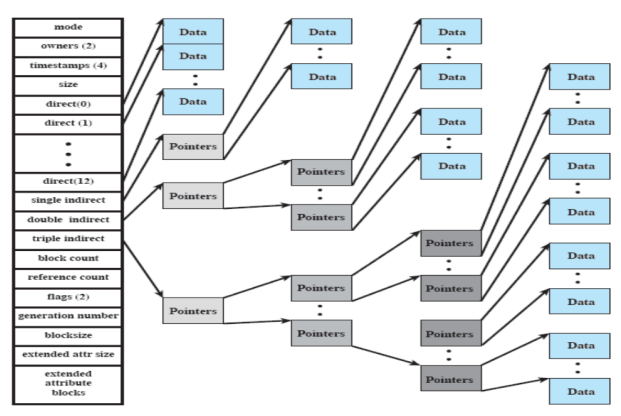 mode
owners (2)
timestamps (4)
size
direct(0)
direct (1)
direct(12)
single indirect
double indirect
triple indirect
block count
reference count
flags (2)
generation number
blocksize
extended attr size
extended
attribute
blocks
Data
Data
Data
Pointers
Pointers
Pointers
Data
Data
Pointers
Pointers
Pointers
Pointers
Data
Data
Data
Data
Pointers
Pointers
Pointers
Pointers
Data
Data
Data
Data
Data
Data
Data
Data